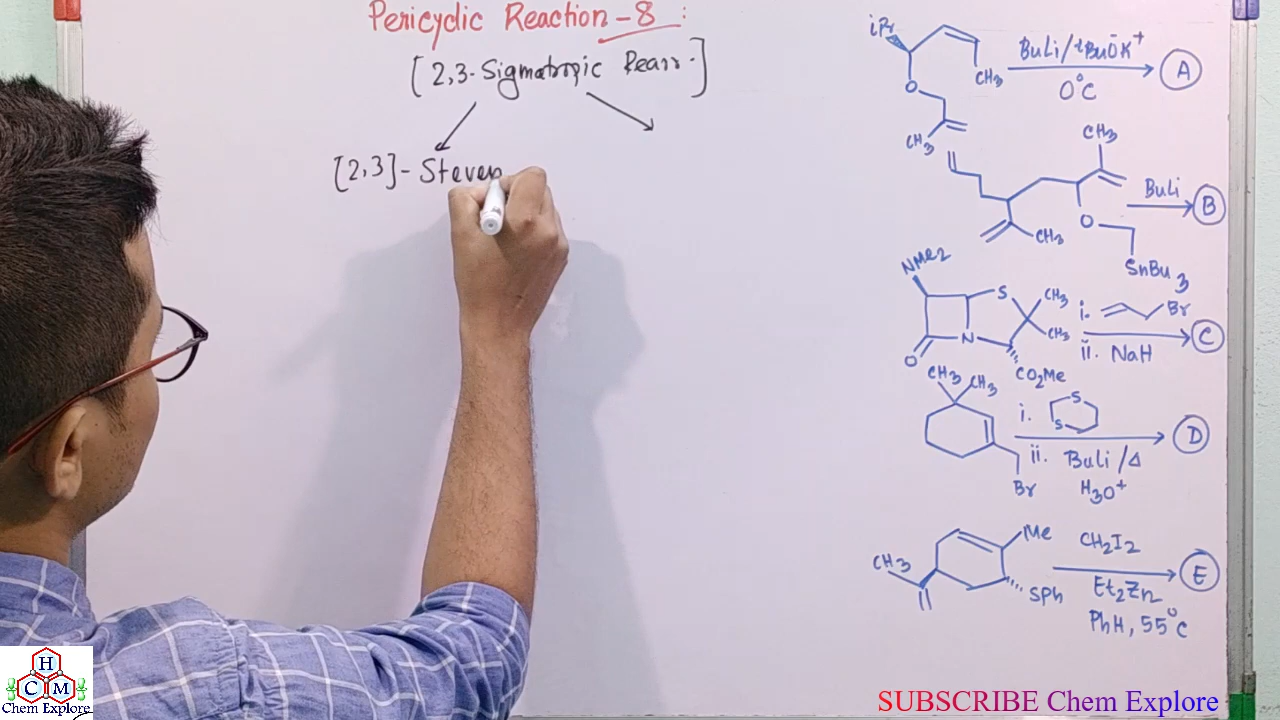 Pericyclic Reaction - 8 :
[2,3-Sigmatropic Rearr.]
[2,3]- Steven
iPr
CH3
O
CH3
BuLi/tBuOK+
0°C
A
CH3
CH3
O
SnBu3
BuLi
B
NMe2
S
CH3
CH3
N
O
CO2Me
i. Br
ii. NaH
C
CH3
CH3
Br
i. S
S
ii. BuLi/Δ
H3O+
D
Me
CH3
SPh
CH2I2
Et2Zn
PhH, 55°C
E
H
C M
Chem Explore
SUBSCRIBE Chem Explore